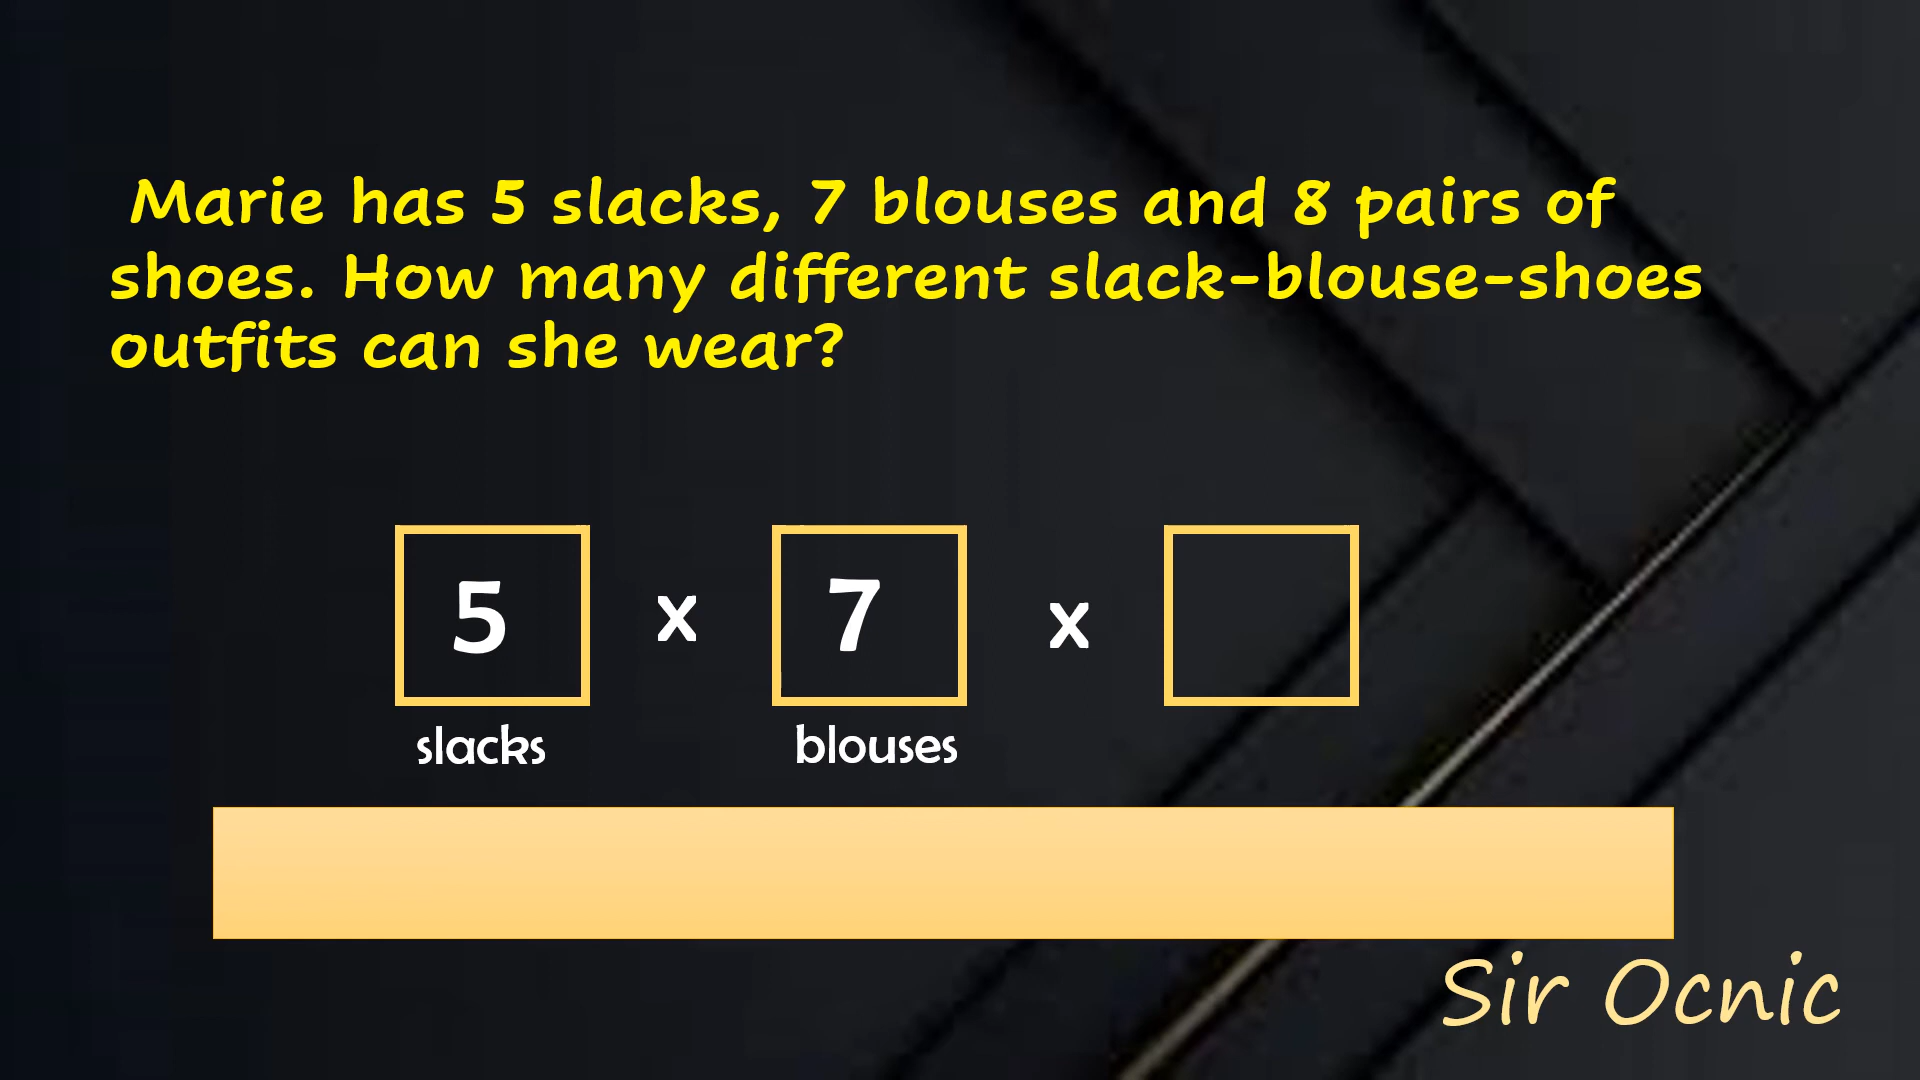 Marie has 5 slacks, 7 blouses and 8 pairs of
shoes. How many different slack-blouse-shoes
outfits can she wear?
5 x 7 x
slacks blouses
Sir Ocnic